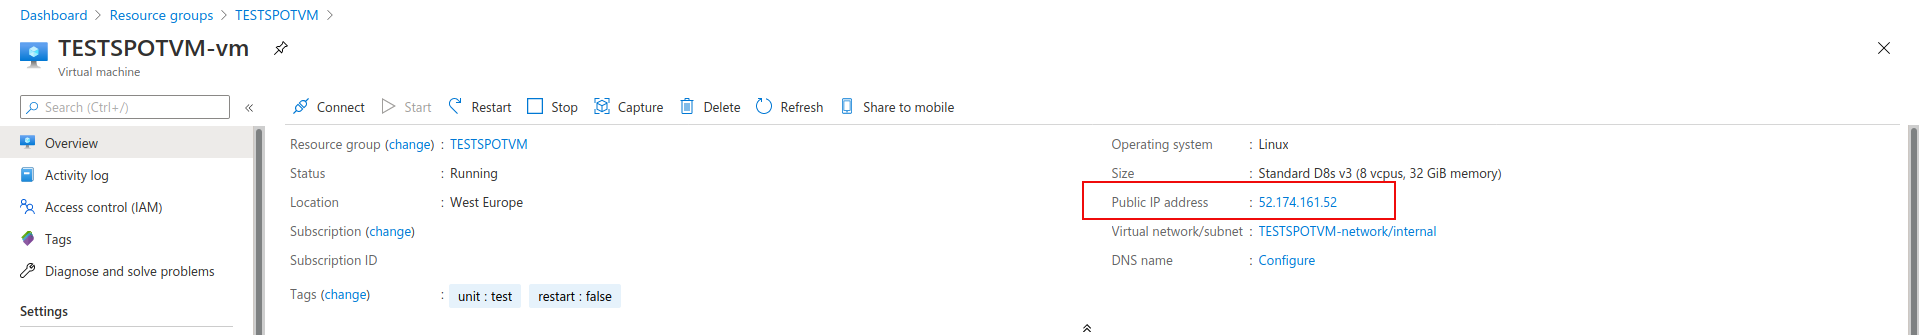 Dashboard > Resource groups > TESTSPOTVM >
TESTSPOTVM-vm
Virtual machine
Search (Ctrl+/) «
Connect Start Restart Stop Capture Delete Refresh Share to mobile
Overview
Activity log
Access control (IAM)
Tags
Diagnose and solve problems
Settings
Resource group (change) : TESTSPOTVM
Status : Running
Location : West Europe
Subscription (change)
Subscription ID
Tags (change) : unit : test restart : false
Operating system : Linux
Size : Standard D8s v3 (8 vcpus, 32 GiB memory)
Public IP address : 52.174.161.52
Virtual network/subnet : TESTSPOTVM-network/internal
DNS name : Configure